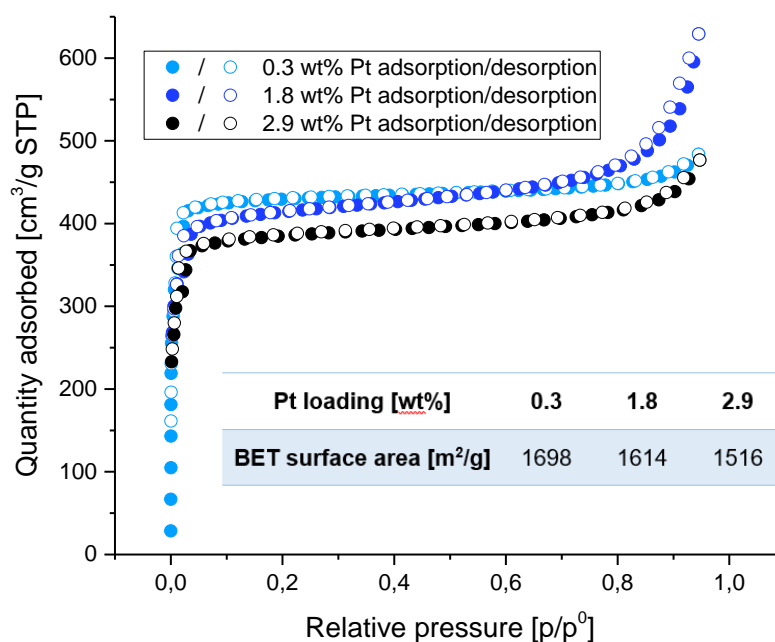 600
500
400
300
200
100
0
Quantity adsorbed [cm³/g STP]
/ 0.3 wt% Pt adsorption/desorption
/ 1.8 wt% Pt adsorption/desorption
/ 2.9 wt% Pt adsorption/desorption
Pt loading [wt%] 0.3 1.8 2.9
BET surface area [m²/g] 1698 1614 1516
0,0 0,2 0,4 0,6 0,8 1,0
Relative pressure [p/p⁰]